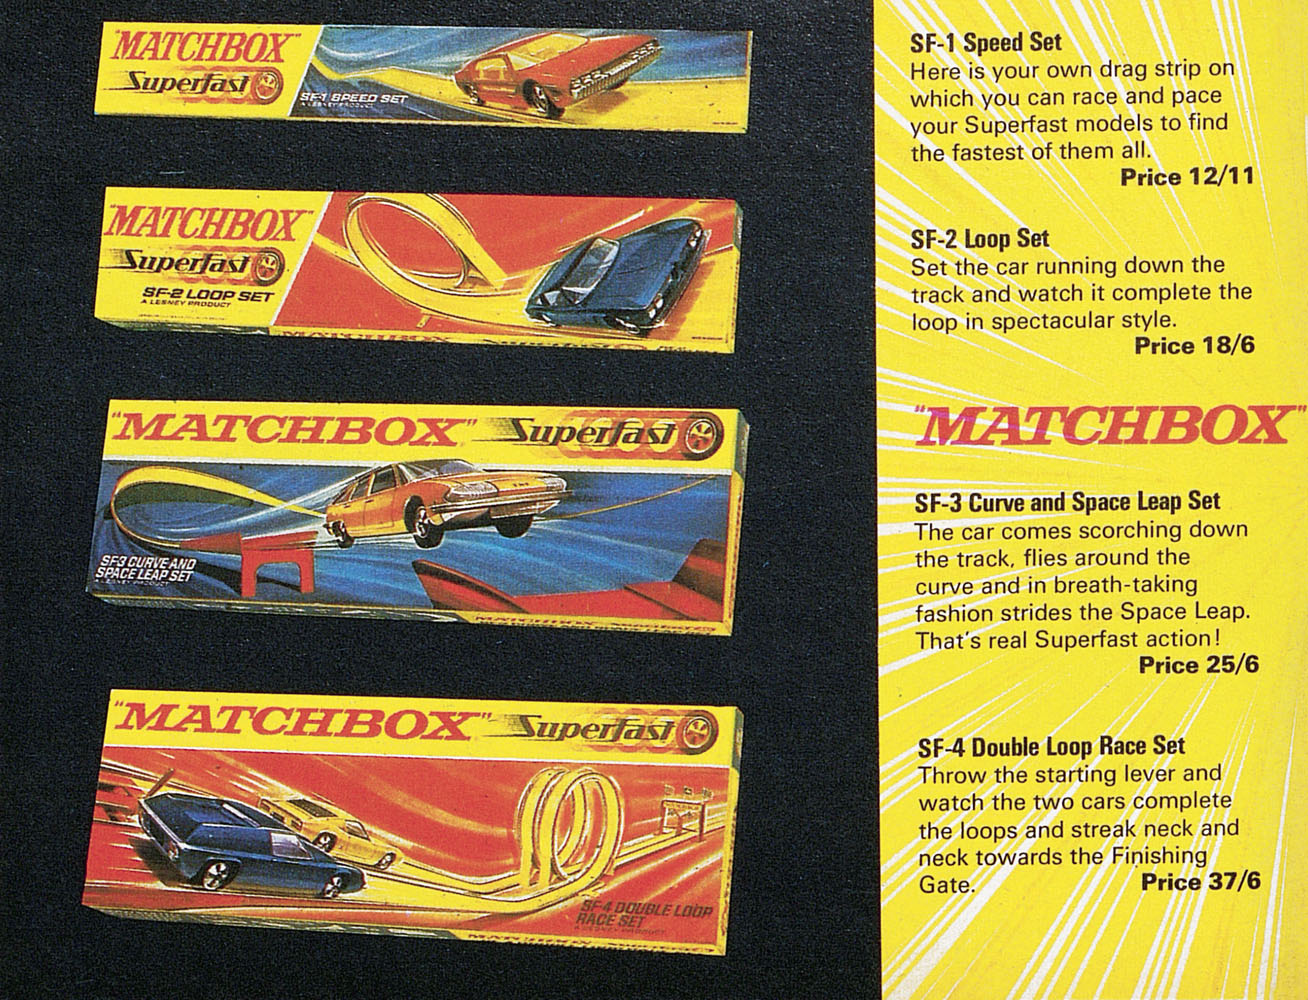 "MATCHBOX"
Superfast
SF-1 SPEED SET
A LESNEY PRODUCT
"MATCHBOX"
Superfast
SF-2 LOOP SET
A LESNEY PRODUCT
MATCHBOX
"MATCHBOX" Superfast
SF3 CURVE AND
SPACE LEAP SET
A LESNEY PRODUCT
"MATCHBOX" Superfast
SF-4 DOUBLE LOOP
RACE SET
A LESNEY PRODUCT
SF-1 Speed Set
Here is your own drag strip on
which you can race and pace
your Superfast models to find
the fastest of them all.
Price 12/11
SF-2 Loop Set
Set the car running down the
track and watch it complete the
loop in spectacular style.
Price 18/6
"MATCHBOX"
SF-3 Curve and Space Leap Set
The car comes scorching down
the track, flies around the
curve and in breath-taking
fashion strides the Space Leap.
That's real Superfast action!
Price 25/6
SF-4 Double Loop Race Set
Throw the starting lever and
watch the two cars complete
the loops and streak neck and
neck towards the Finishing
Gate. Price 37/6